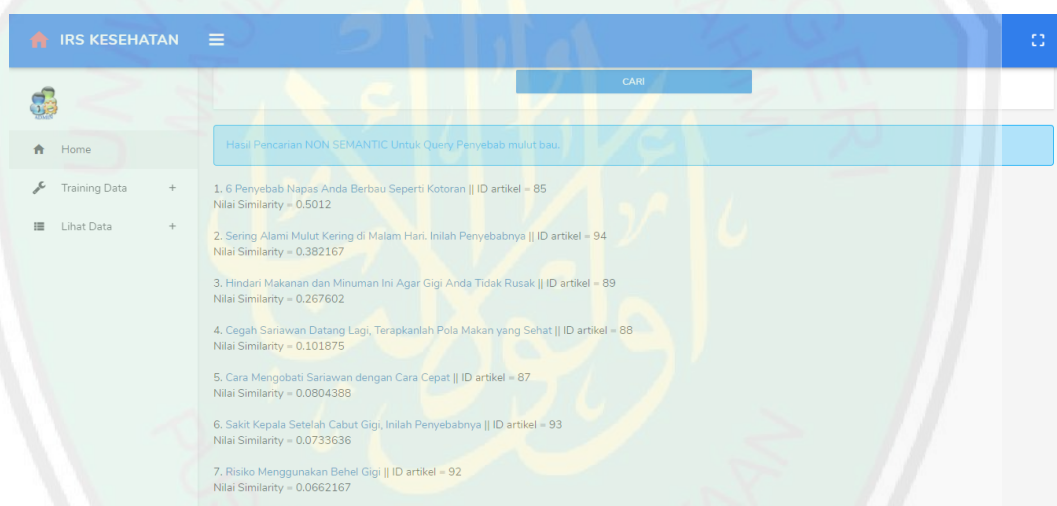 IRS KESEHATAN
CARI
Home
Training Data +
Lihat Data +
Hasil Pencarian NON SEMANTIC Untuk Query Penyebab mulut bau.
1. 6 Penyebab Napas Anda Berbau Seperti Kotoran || ID artikel = 85
Nilai Similarity = 0.5012
2. Sering Alami Mulut Kering di Malam Hari. Inilah Penyebabnya || ID artikel = 94
Nilai Similarity = 0.382167
3. Hindari Makanan dan Minuman Ini Agar Gigi Anda Tidak Rusak || ID artikel = 89
Nilai Similarity = 0.267602
4. Cegah Sariawan Datang Lagi, Terapkanlah Pola Makan yang Sehat || ID artikel = 88
Nilai Similarity = 0.101875
5. Cara Mengobati Sariawan dengan Cara Cepat || ID artikel = 87
Nilai Similarity = 0.0804388
6. Sakit Kepala Setelah Cabut Gigi, Inilah Penyebabnya || ID artikel = 93
Nilai Similarity = 0.0733636
7. Risiko Menggunakan Behel Gigi || ID artikel = 92
Nilai Similarity = 0.0662167